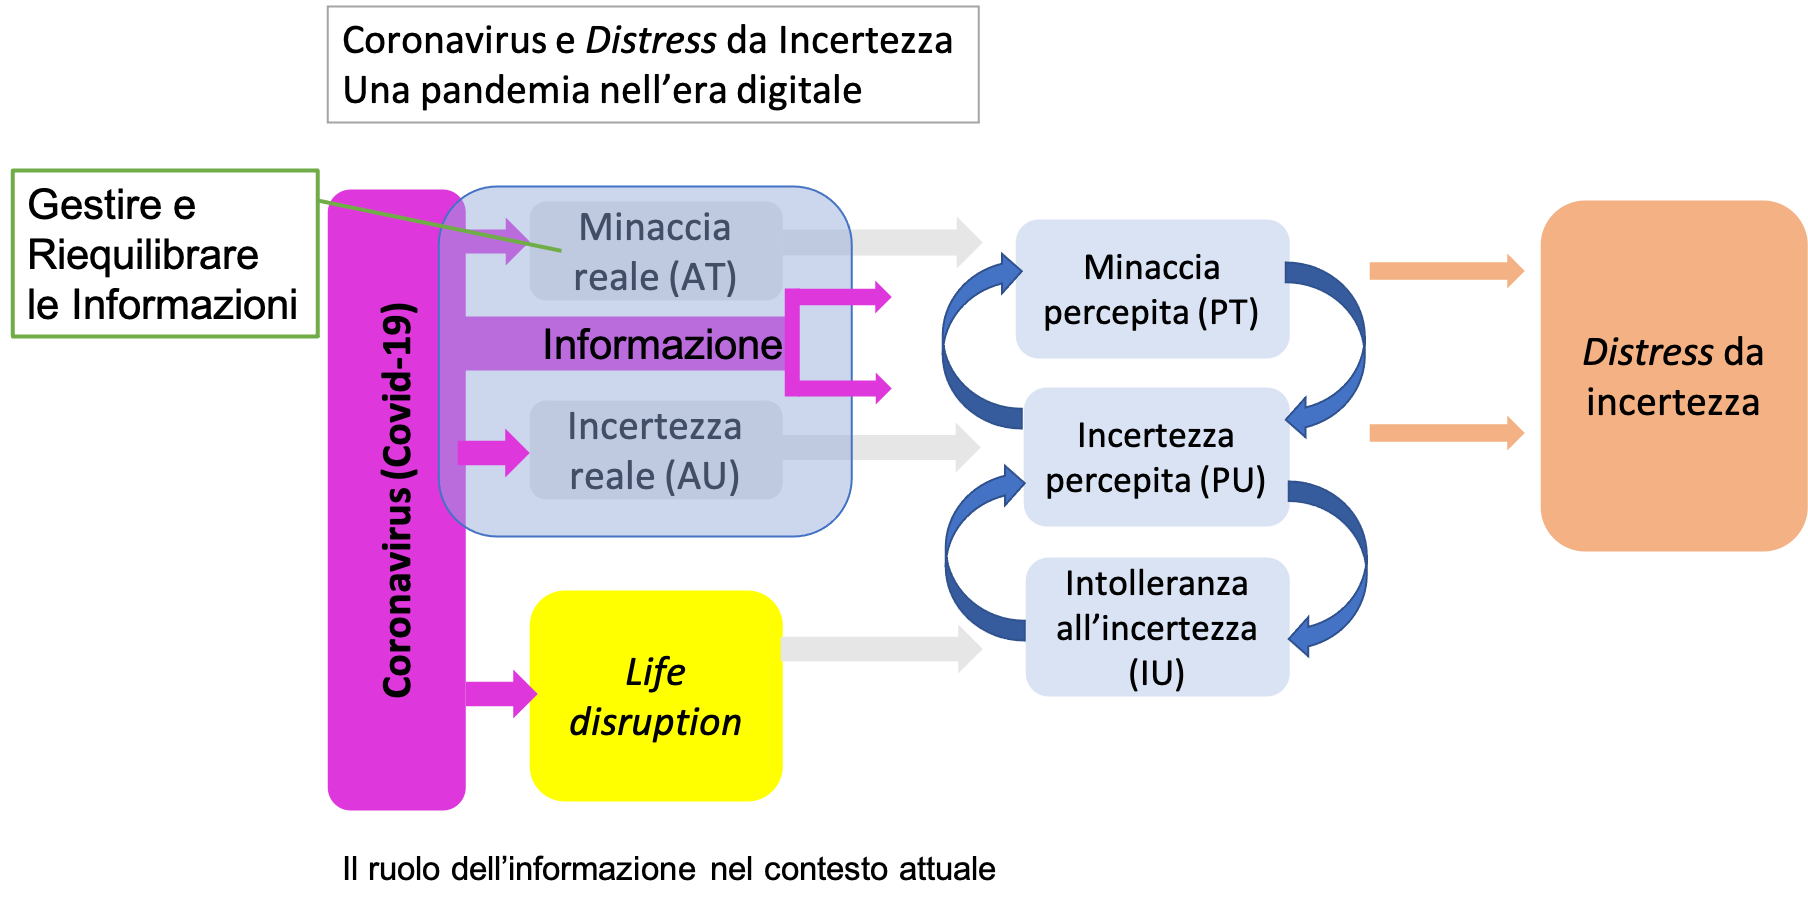 Coronavirus e Distress da Incertezza
Una pandemia nell’era digitale
Gestire e
Riequilibrare
le Informazioni
Coronavirus (Covid-19)
Minaccia
reale (AT)
Informazione
Incertezza
reale (AU)
Life
disruption
Minaccia
percepita (PT)
Incertezza
percepita (PU)
Intolleranza
all’incertezza
(IU)
Distress da
incertezza
Il ruolo dell’informazione nel contesto attuale